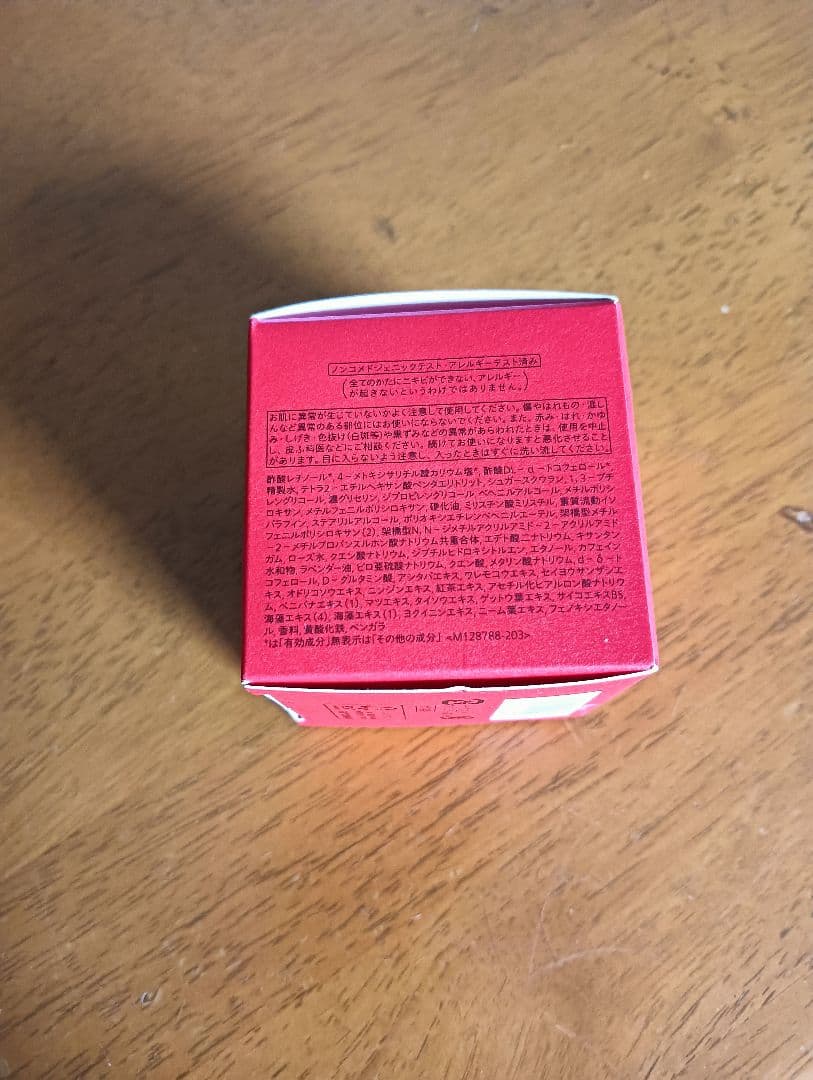 ノンコメドジェニックテスト・アレルギーテスト済み
(全てのかたにニキビができない、アレルギー
が起きないというわけではありません。)
お肌に異常が生じていないかよく注意して使用してください。傷やはれもの・湿し
んなど異常のある部位にはお使いにならないでください。また、赤み・はれ・かゆ
み・しげき・色抜け(白斑等)や黒ずみなどの異常があらわれたときは、使用を中止
し、皮ふ科医などにご相談ください。続けてお使いになりますと悪化させること
があります。目に入らないよう注意し、入ったときはすぐに洗い流してください。
酢酸レチノール*,4-メトキシサリチル酸カリウム塩*,酢酸DL-α-トコフェロール*,
精製水,テトラ2-エチルヘキサン酸ペンタエリトリット,シュガースクワラン,1,3-ブチ
レングリコール,濃グリセリン,ジプロピレングリコール,ベヘニルアルコール,メチルポリシ
ロキサン,メチルフェニルポリシロキサン,硬化油,ミリスチン酸ミリスチル,重質流動イソ
パラフィン,ステアリルアルコール,ポリオキシエチレンベヘニルエーテル,架橋型メチル
フェニルポリシロキサン(2),架橋型N,N-ジメチルアクリルアミド-2-アクリルアミド
-2-メチルプロパンスルホン酸ナトリウム共重合体,エデト酸二ナトリウム,キサンタン
ガム,ローズ水,クエン酸ナトリウム,ジブチルヒドロキシトルエン,エタノール,カフェイン
水和物,ラベンダー油,ピロ亜硫酸ナトリウム,クエン酸,メタリン酸ナトリウム,d-δ-ト
コフェロール,D-グルタミン酸,アシタバエキス,ワレモコウエキス,セイヨウサンザシエ
キス,オドリコソウエキス,ニンジンエキス,紅茶エキス,アセチル化ヒアルロン酸ナトリウ
ム,ベニバナエキス(1),マツエキス,タイソウエキス,ゲットウ葉エキス,サイコエキスBS,
海藻エキス(4),海藻エキス(1),ヨクイニンエキス,ニーム葉エキス,フェノキシエタノー
ル,香料,黄酸化鉄,ベンガラ
*は「有効成分」無表示は「その他の成分」<M128788-203>